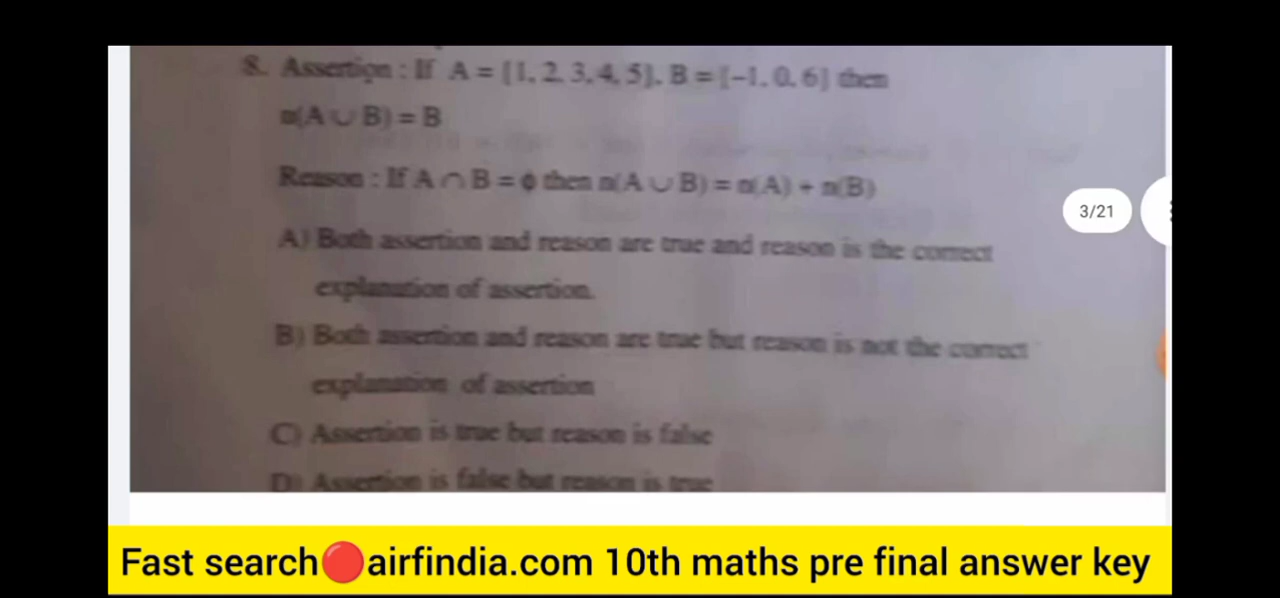 8. Assertion : If A = {1, 2, 3, 4, 5}, B = {-1, 0, 6} then
n(A ∪ B) = B
Reason : If A ∩ B = ϕ then n(A ∪ B) = n(A) + n(B)
3/21
A) Both assertion and reason are true and reason is the correct
explanation of assertion.
B) Both assertion and reason are true but reason is not the correct
explanation of assertion
C) Assertion is true but reason is false
D) Assertion is false but reason is true
Fast search🔴airfindia.com 10th maths pre final answer key